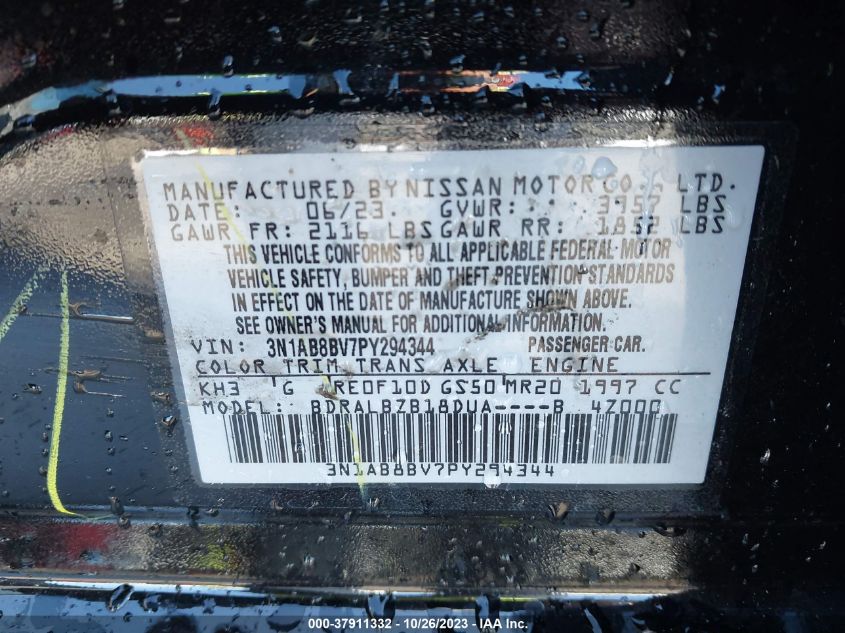 MANUFACTURED BY NISSAN MOTOR CO., LTD.
DATE: 06/23. GVWR: 3957 LBS
GAWR FR: 2116 LBS GAWR RR: 1852 LBS
THIS VEHICLE CONFORMS TO ALL APPLICABLE FEDERAL MOTOR
VEHICLE SAFETY, BUMPER AND THEFT PREVENTION STANDARDS
IN EFFECT ON THE DATE OF MANUFACTURE SHOWN ABOVE.
SEE OWNER'S MANUAL FOR ADDITIONAL INFORMATION.
VIN: 3N1AB8BV7PY294344 PASSENGER CAR.
COLOR TRIM TRANS AXLE ENGINE
KH3 G RE0F10D GS50 MR20 1997 CC
MODEL: BDRALBZB18DUA----B 4Z000
3N1AB8BV7PY294344
000-37911332 - 10/26/2023 - IAA Inc.